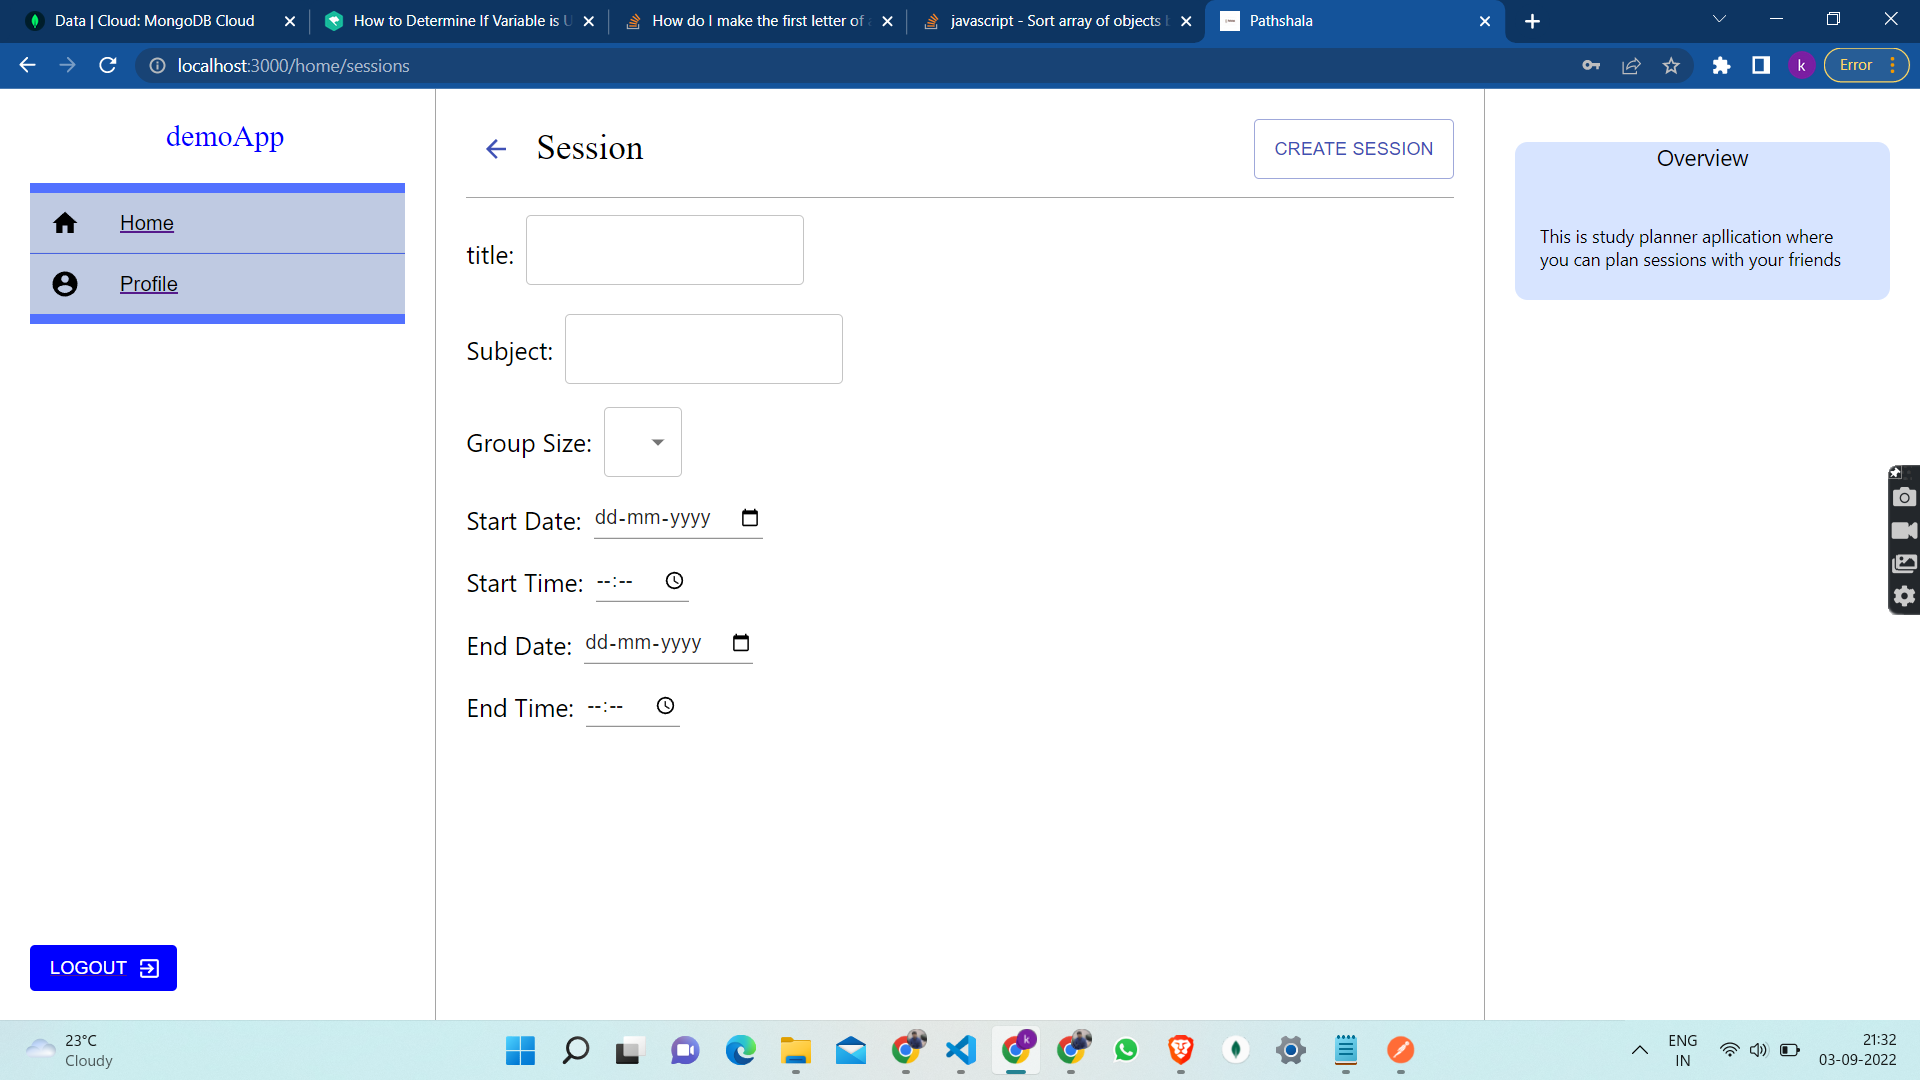 Data | Cloud: MongoDB Cloud
How to Determine If Variable is U
How do I make the first letter of a
javascript - Sort array of objects b
Pathshala
localhost:3000/home/sessions
k
Error
demoApp
Home
Profile
LOGOUT
Session
CREATE SESSION
title:
Subject:
Group Size:
Start Date: dd-mm-yyyy
Start Time: --:--
End Date: dd-mm-yyyy
End Time: --:--
Overview
This is study planner apllication where
you can plan sessions with your friends
23°C
Cloudy
k
ENG
IN
21:32
03-09-2022